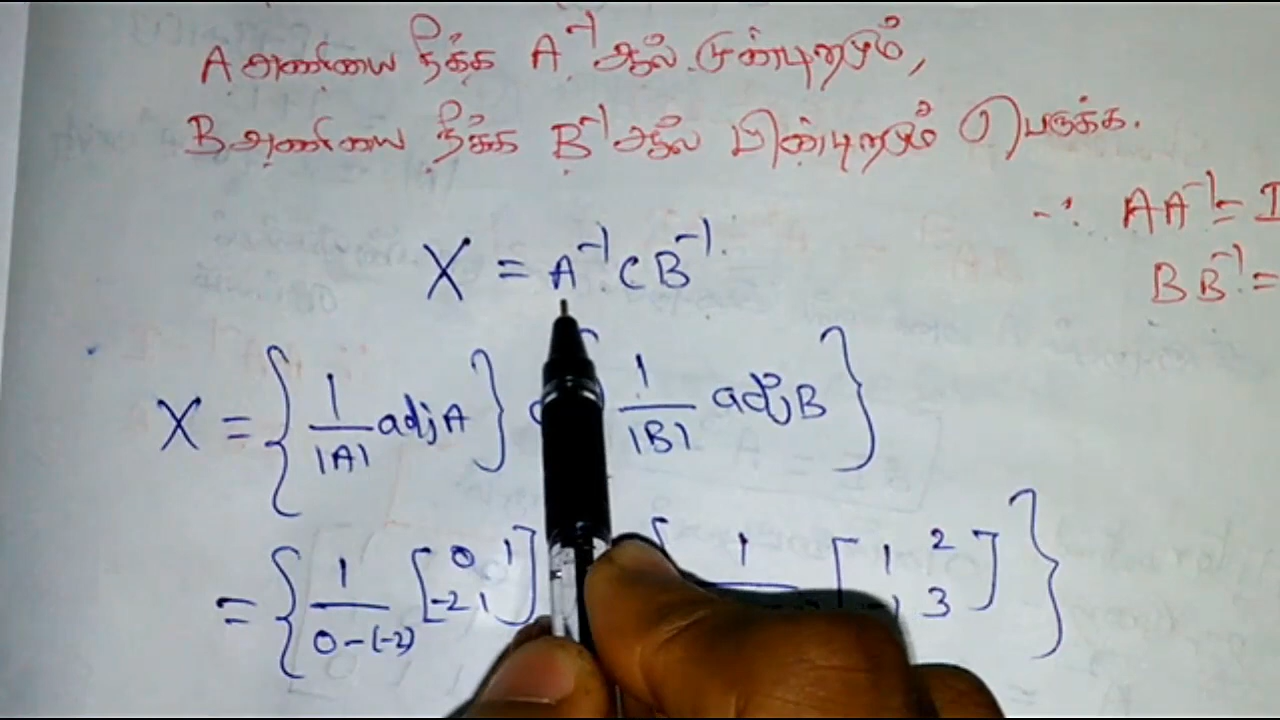 A அணியை நீக்க A⁻¹ ஆல் முன்புறமும்,
B அணியை நீக்க B⁻¹ ஆல் பின்புறமும் பெருக்க.
∵ AA⁻¹ = I
BB⁻¹ =
X = A⁻¹ C B⁻¹.
X = { 1/|A| adj A } { 1/|B| adj B }
= { 1/0-(-2) [ 0 1 -2 1 ] { 1 [ 1 2 3 ] }